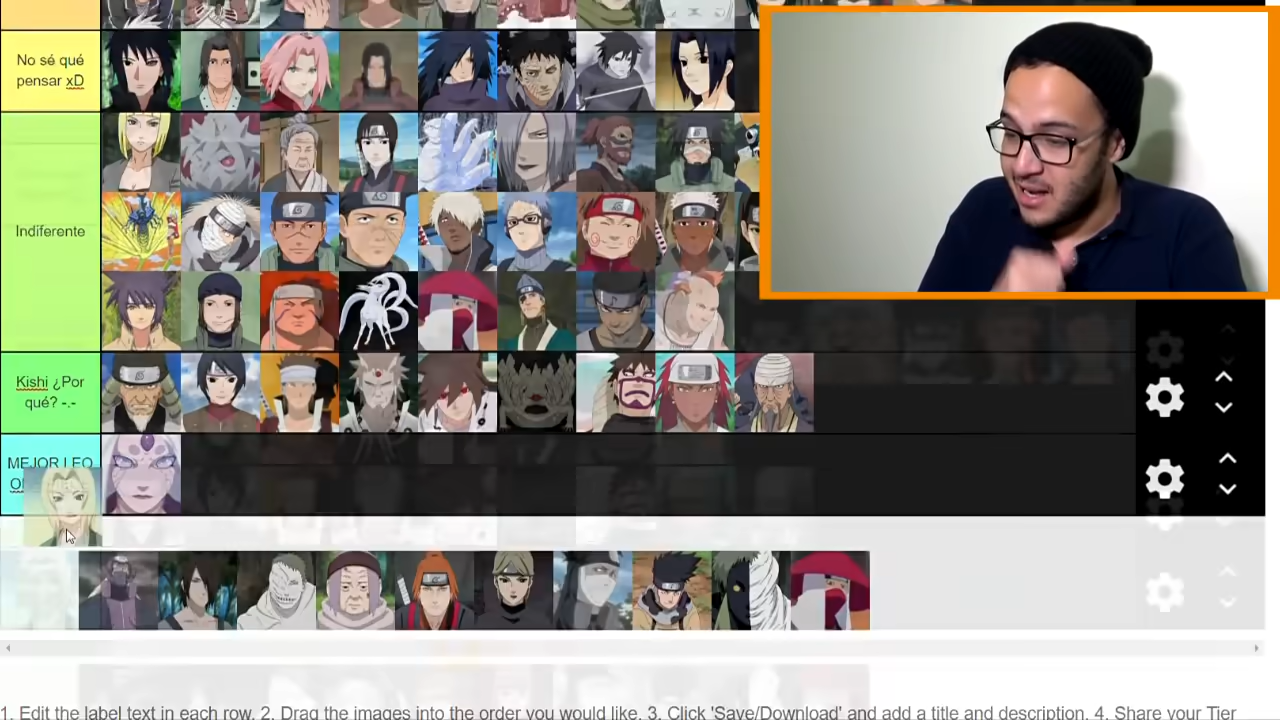 No sé qué
pensar xD
Indiferente
Kishi ¿Por
qué? -.-
MEJOR LEO
1. Edit the label text in each row. 2. Drag the images into the order you would like. 3. Click 'Save/Download' and add a title and description. 4. Share your Tier